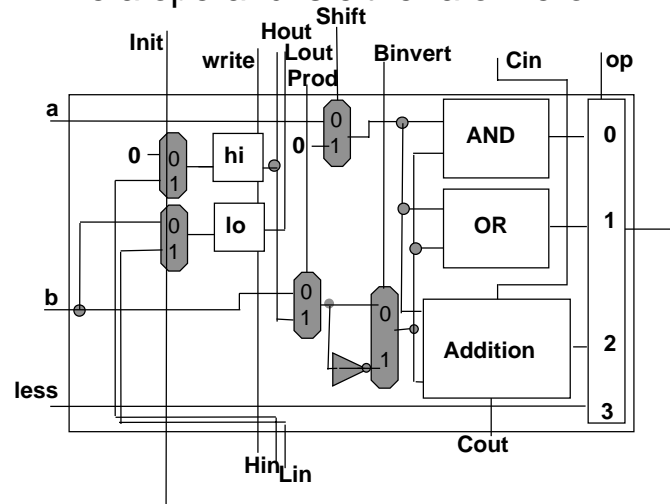 Shift
Init
Hout
write
Lout
Binvert
Cin
op
Prod
a
0
AND
0
0
0
hi
0
1
1
0
lo
OR
1
1
b
0
1
0
Addition
2
1
less
3
Cout
Hin
Lin